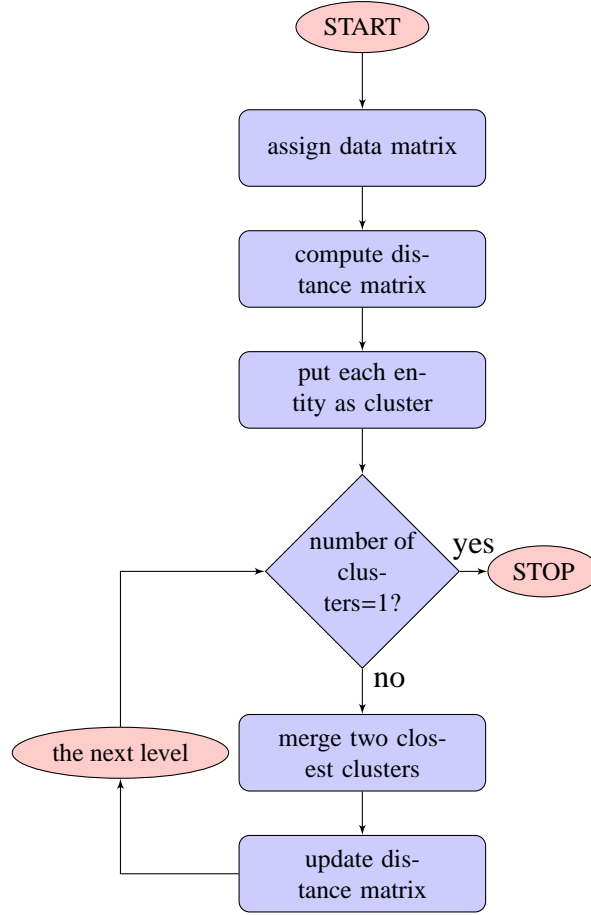 START
assign data matrix
compute dis-
tance matrix
put each en-
tity as cluster
number of
clus-
ters=1?
yes
STOP
no
merge two clos-
est clusters
the next level
update dis-
tance matrix